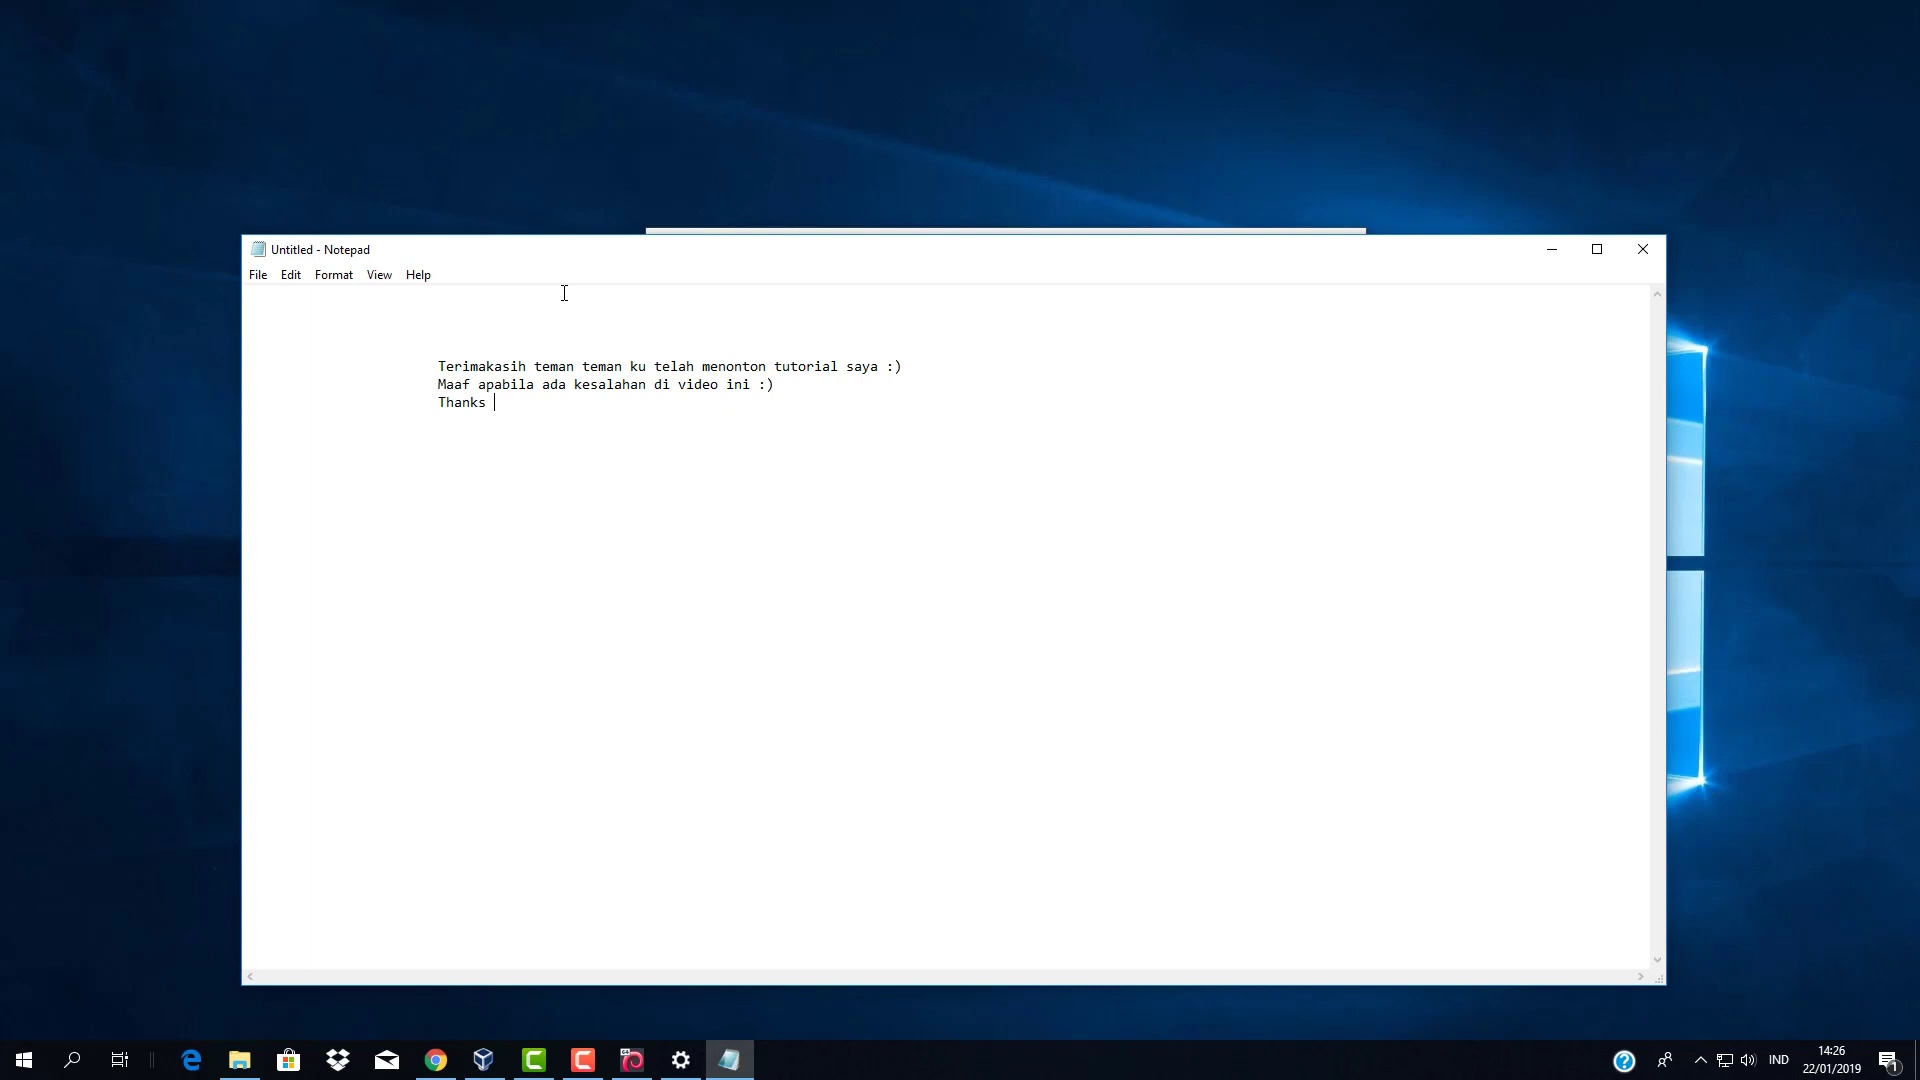 Untitled - Notepad
File Edit Format View Help
Terimakasih teman teman ku telah menonton tutorial saya :)
Maaf apabila ada kesalahan di video ini :)
Thanks
IND
14:26
22/01/2019
1